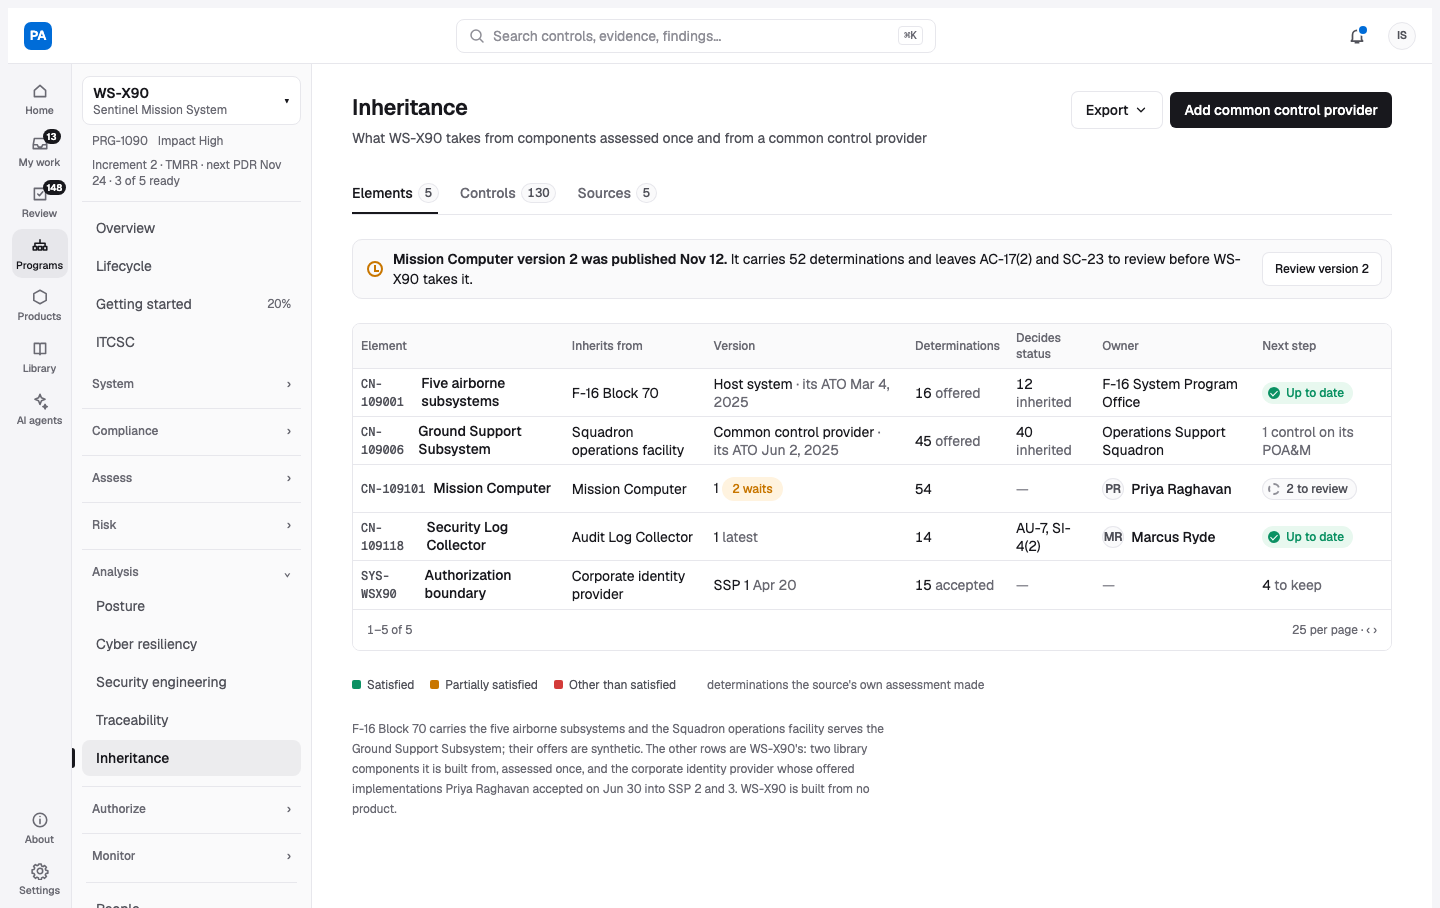 PA
Search controls, evidence, findings...
⌘K
IS
Home
13
My work
148
Review
Programs
Products
Library
AI agents
About
Settings
WS-X90
Sentinel Mission System
PRG-1090 Impact High
Increment 2 · TMRR · next PDR Nov
24 · 3 of 5 ready
Overview
Lifecycle
Getting started 20%
ITCSC
System
Compliance
Assess
Risk
Analysis
Posture
Cyber resiliency
Security engineering
Traceability
Inheritance
Authorize
Monitor
People
Inheritance
What WS-X90 takes from components assessed once and from a common control provider
Export
Add common control provider
Elements 5 Controls 130 Sources 5
Mission Computer version 2 was published Nov 12. It carries 52 determinations and leaves AC-17(2) and SC-23 to review before WS-
X90 takes it.
Review version 2
Element Inherits from Version Determinations Decides status Owner Next step
CN-109001 Five airborne subsystems F-16 Block 70 Host system · its ATO Mar 4, 2025 16 offered 12 inherited F-16 System Program Office Up to date
CN-109006 Ground Support Subsystem Squadron operations facility Common control provider · its ATO Jun 2, 2025 45 offered 40 inherited Operations Support Squadron 1 control on its POA&M
CN-109101 Mission Computer Mission Computer 1 2 waits 54 — PR Priya Raghavan 2 to review
CN-109118 Security Log Collector Audit Log Collector 1 latest 14 AU-7, SI-4(2) MR Marcus Ryde Up to date
SYS-WSX90 Authorization boundary Corporate identity provider SSP 1 Apr 20 15 accepted — — 4 to keep
1–5 of 5
25 per page · ‹ ›
Satisfied Partially satisfied Other than satisfied determinations the source's own assessment made
F-16 Block 70 carries the five airborne subsystems and the Squadron operations facility serves the
Ground Support Subsystem; their offers are synthetic. The other rows are WS-X90's: two library
components it is built from, assessed once, and the corporate identity provider whose offered
implementations Priya Raghavan accepted on Jun 30 into SSP 2 and 3. WS-X90 is built from no
product.